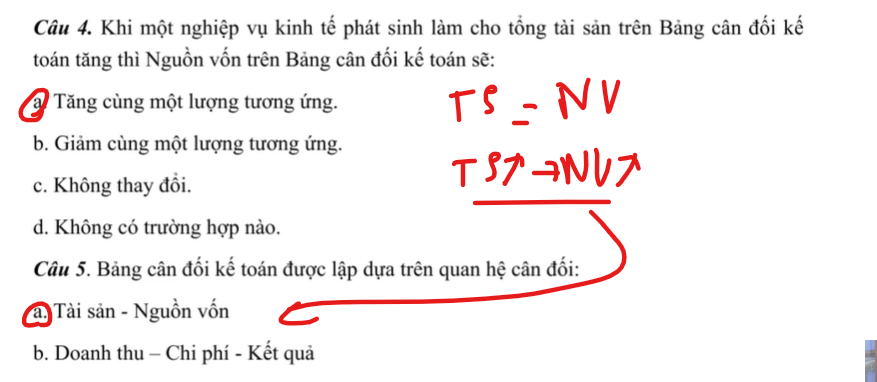 Câu 4. Khi một nghiệp vụ kinh tế phát sinh làm cho tổng tài sản trên Bảng cân đối kế
toán tăng thì Nguồn vốn trên Bảng cân đối kế toán sẽ:
a. Tăng cùng một lượng tương ứng.
TS = NV
b. Giảm cùng một lượng tương ứng.
TS↗ → NV↗
c. Không thay đổi.
d. Không có trường hợp nào.
Câu 5. Bảng cân đối kế toán được lập dựa trên quan hệ cân đối:
a. Tài sản - Nguồn vốn
b. Doanh thu – Chi phí - Kết quả